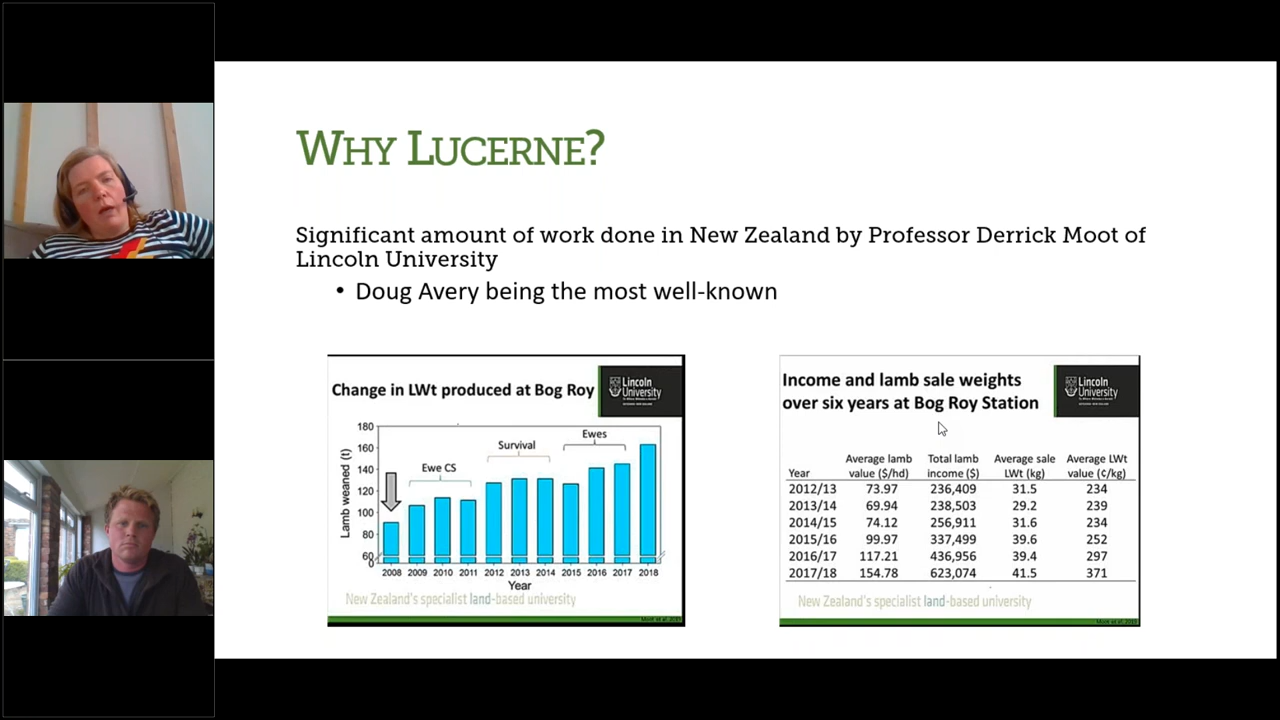 WHY LUCERNE?
Significant amount of work done in New Zealand by Professor Derrick Moot of
Lincoln University
• Doug Avery being the most well-known
Change in LWt produced at Bog Roy
Lincoln
University
Lamb weaned (t)
180
160
140
120
100
80
60
0
Ewe CS
Survival
Ewes
2008 2009 2010 2011 2012 2013 2014 2015 2016 2017 2018
Year
New Zealand's specialist land-based university
Income and lamb sale weights
over six years at Bog Roy Station
Lincoln
University
Year Average lamb value ($/hd) Total lamb income ($) Average sale LWt (kg) Average LWt value (¢/kg)
2012/13 73.97 236,409 31.5 234
2013/14 69.94 238,503 29.2 239
2014/15 74.12 256,911 31.6 234
2015/16 99.97 337,499 39.6 252
2016/17 117.21 436,956 39.4 297
2017/18 154.78 623,074 41.5 371
New Zealand's specialist land-based university